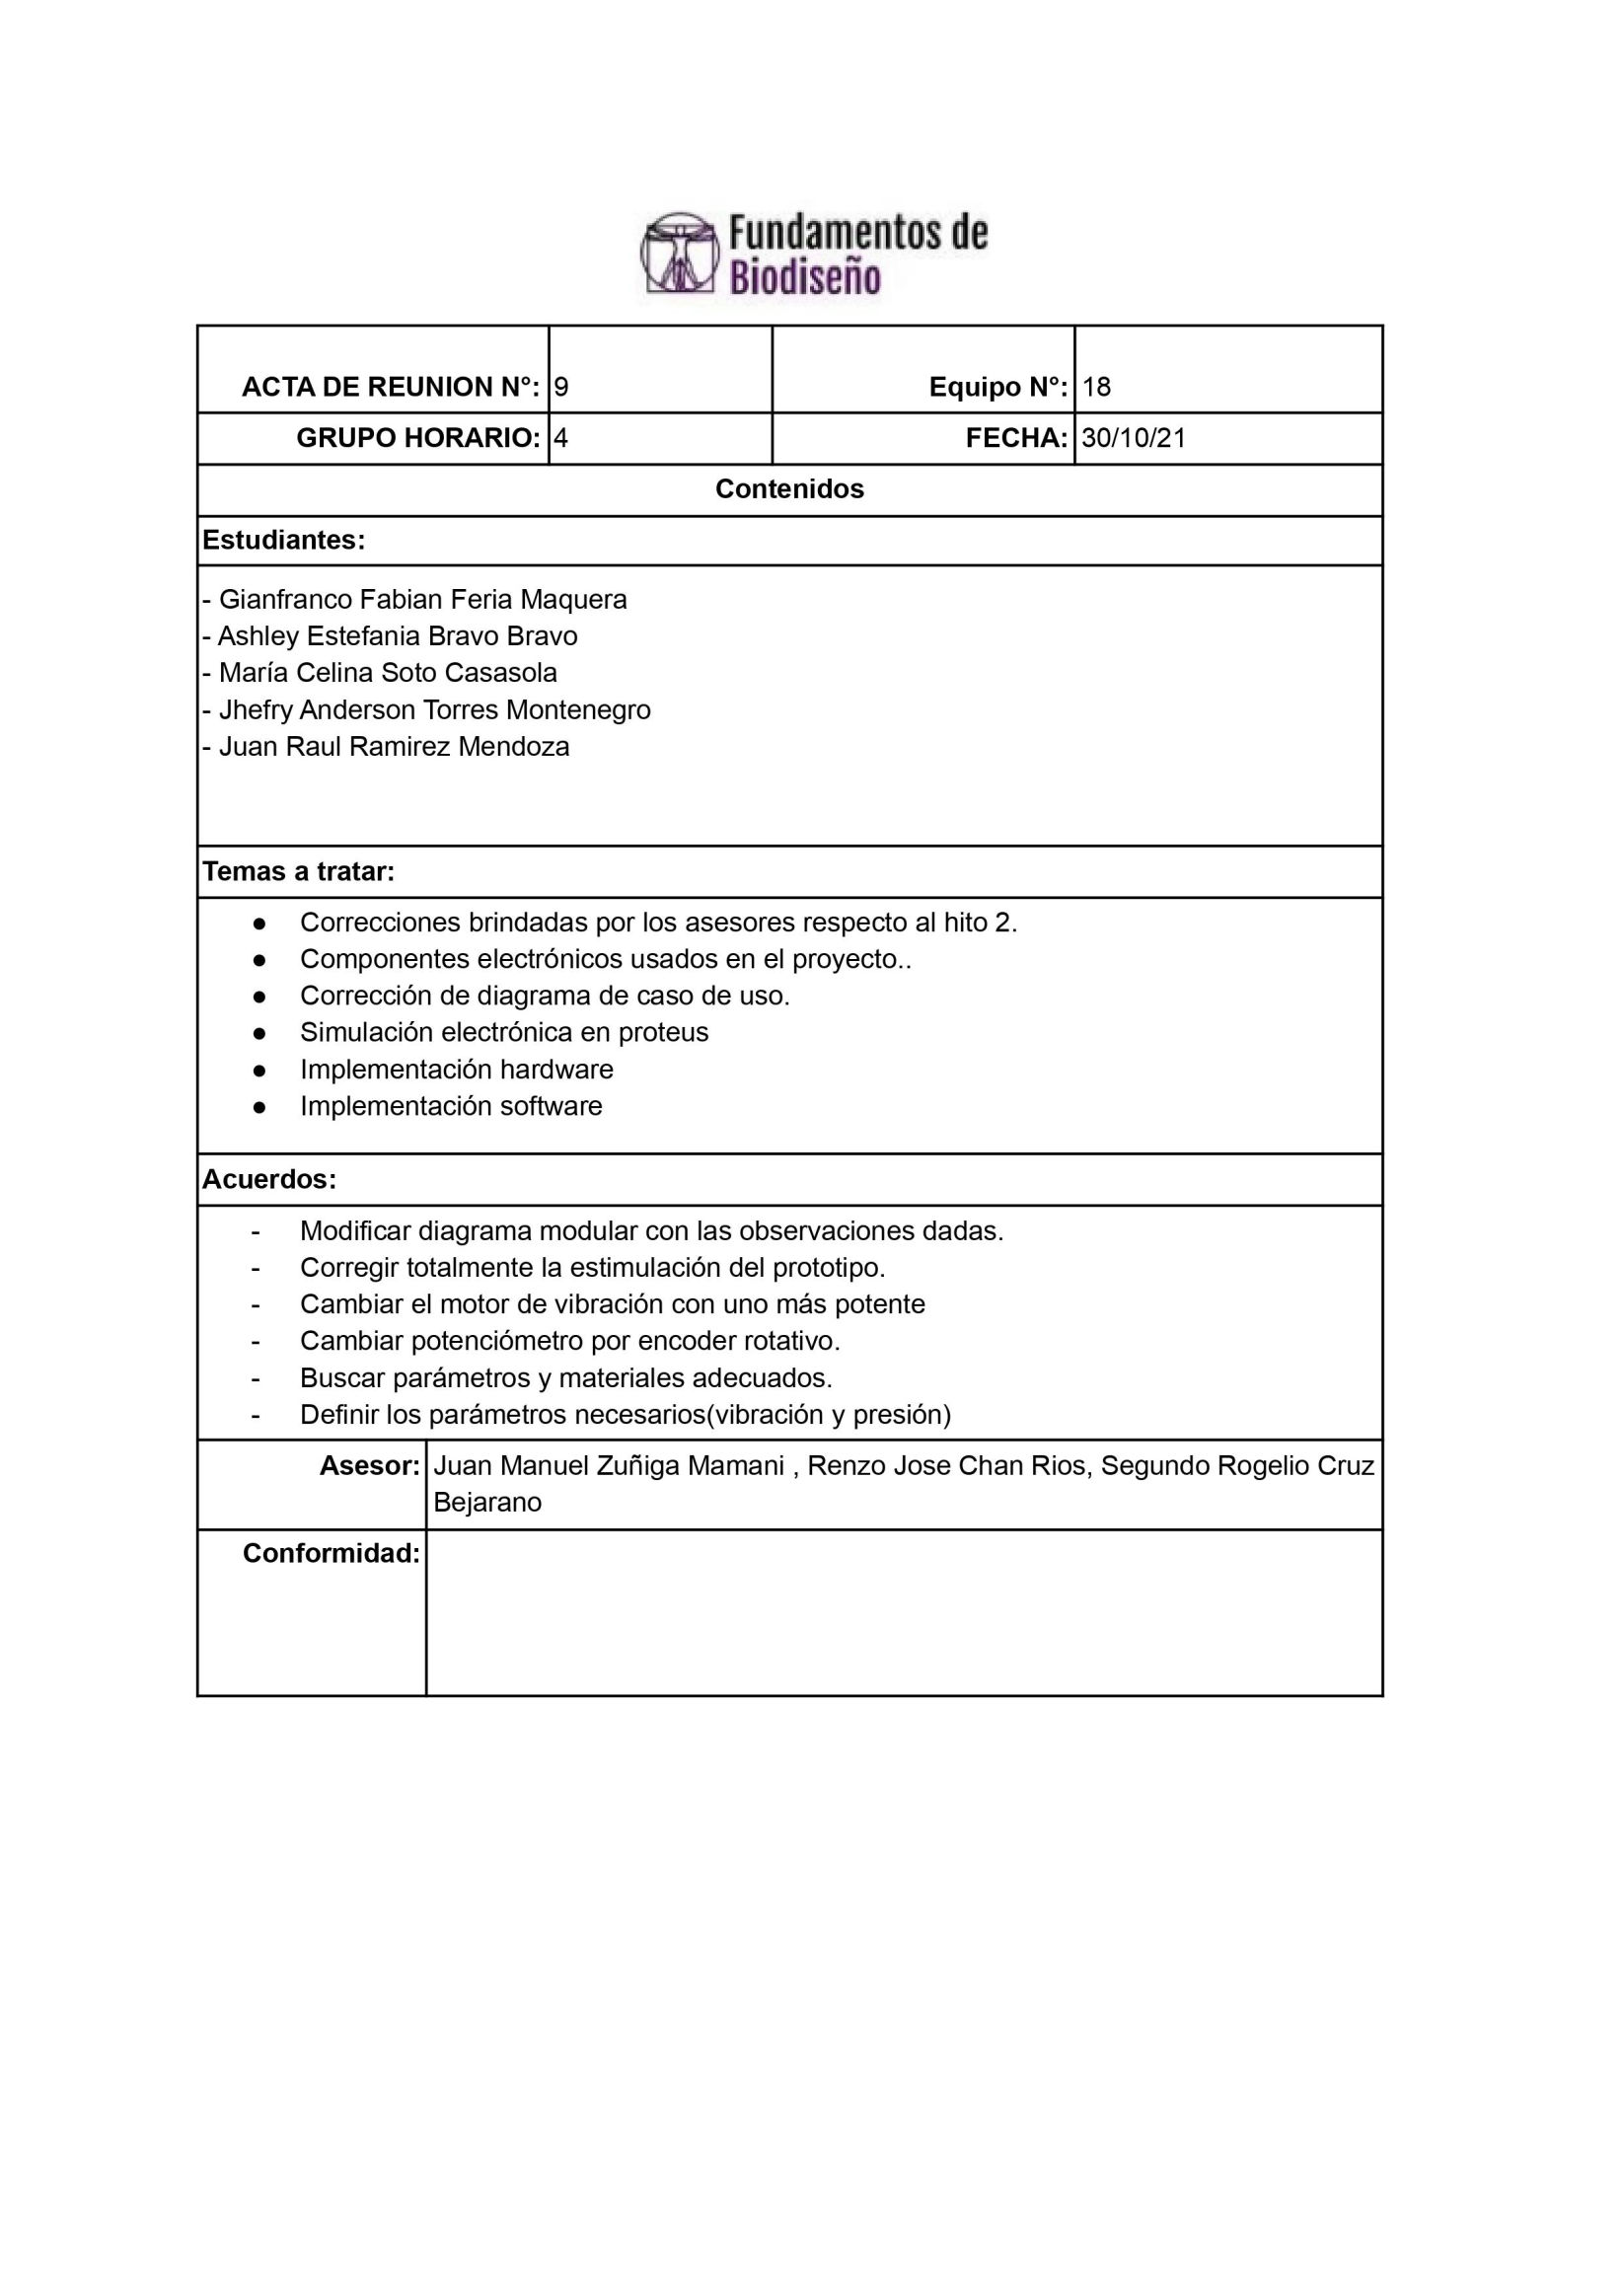 Fundamentos de
Biodiseño
ACTA DE REUNION N°: 9 Equipo N°: 18
GRUPO HORARIO: 4 FECHA: 30/10/21
Contenidos
Estudiantes:
- Gianfranco Fabian Feria Maquera
- Ashley Estefania Bravo Bravo
- María Celina Soto Casasola
- Jhefry Anderson Torres Montenegro
- Juan Raul Ramirez Mendoza
Temas a tratar:
● Correcciones brindadas por los asesores respecto al hito 2.
● Componentes electrónicos usados en el proyecto..
● Corrección de diagrama de caso de uso.
● Simulación electrónica en proteus
● Implementación hardware
● Implementación software
Acuerdos:
- Modificar diagrama modular con las observaciones dadas.
- Corregir totalmente la estimulación del prototipo.
- Cambiar el motor de vibración con uno más potente
- Cambiar potenciómetro por encoder rotativo.
- Buscar parámetros y materiales adecuados.
- Definir los parámetros necesarios(vibración y presión)
Asesor: Juan Manuel Zuñiga Mamani , Renzo Jose Chan Rios, Segundo Rogelio Cruz
Bejarano
Conformidad: